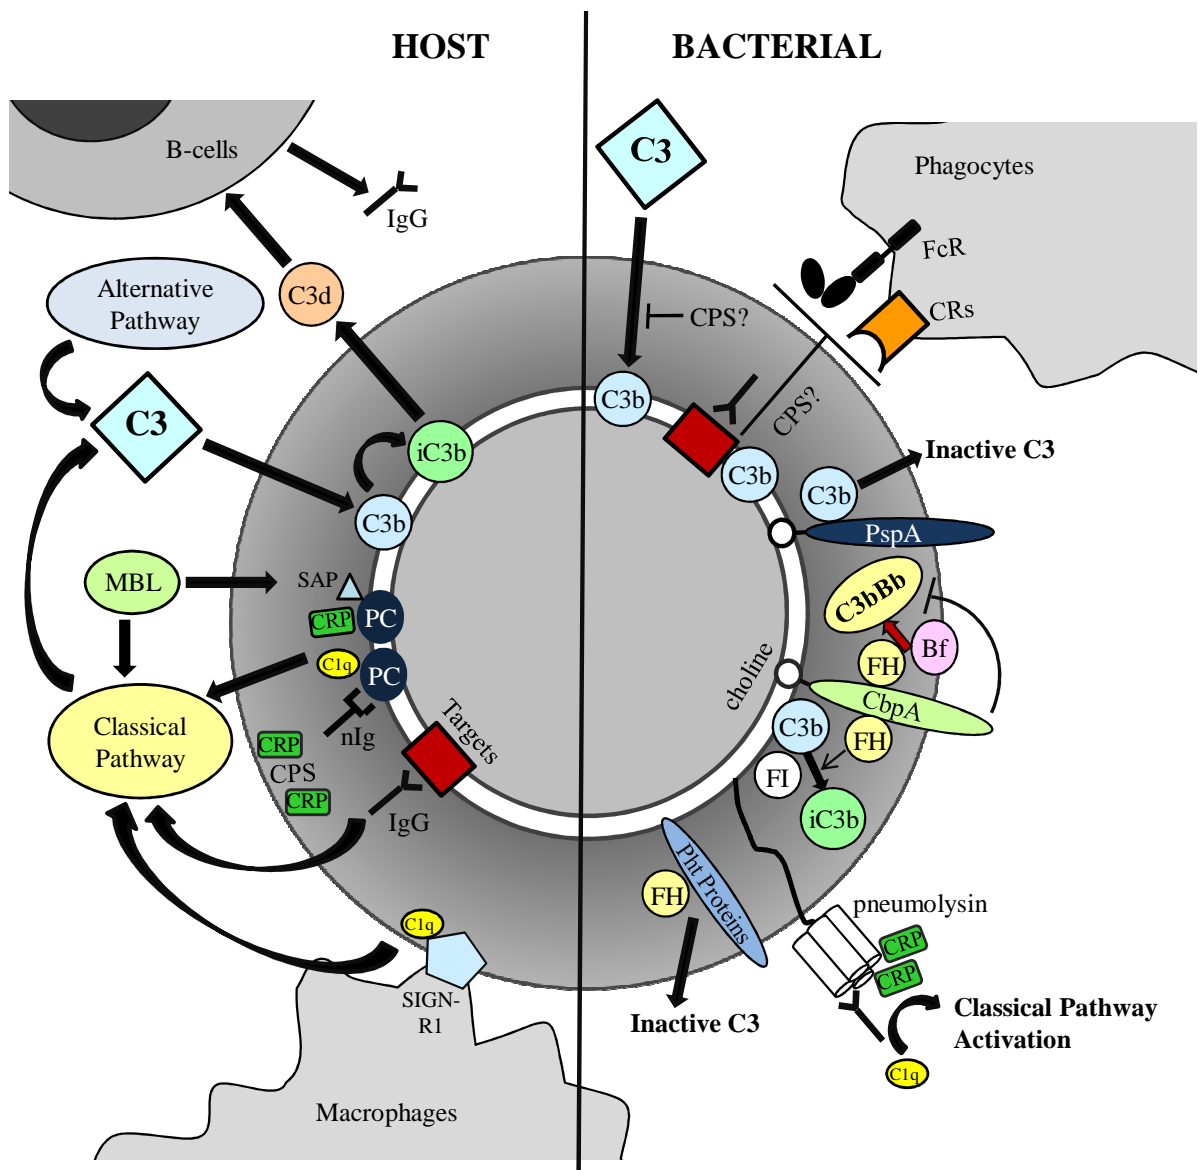 HOST
BACTERIAL
B-cells
IgG
C3
Phagocytes
FcR
CRs
Alternative
Pathway
C3d
CPS?
C3
C3b
iC3b
C3b
CPS?
C3b
C3b
Inactive C3
PspA
MBL
SAP
CRP
PC
C1q
PC
nIg
Classical
Pathway
CRP
CPS
CRP
Targets
IgG
C3bBb
Bf
FH
choline
CbpA
C3b
FH
FI
iC3b
Pht Proteins
FH
Inactive C3
pneumolysin
CRP
CRP
Classical Pathway
Activation
C1q
C1q
SIGN-
R1
Macrophages